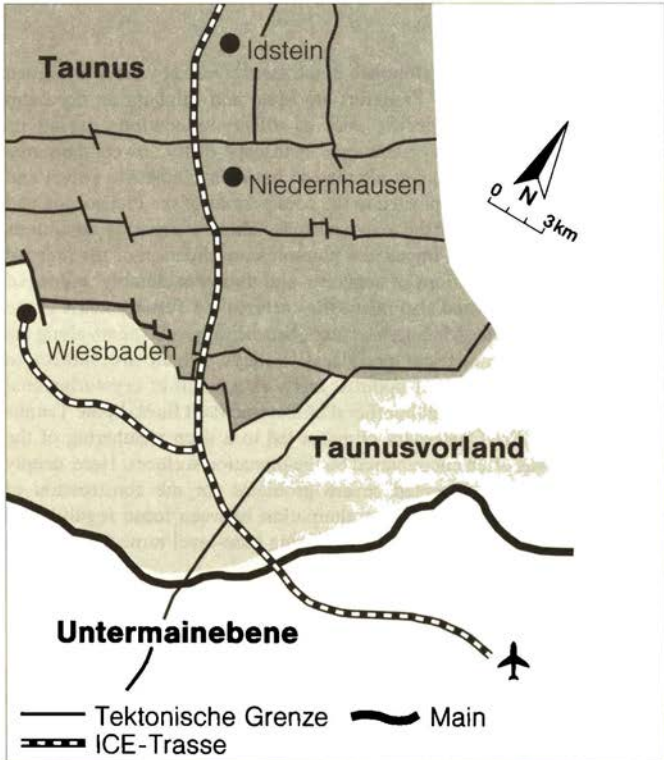 Idstein
Taunus
Niedernhausen
N
0
3km
Wiesbaden
Taunusvorland
Untermainebene
Tektonische Grenze
Main
ICE-Trasse